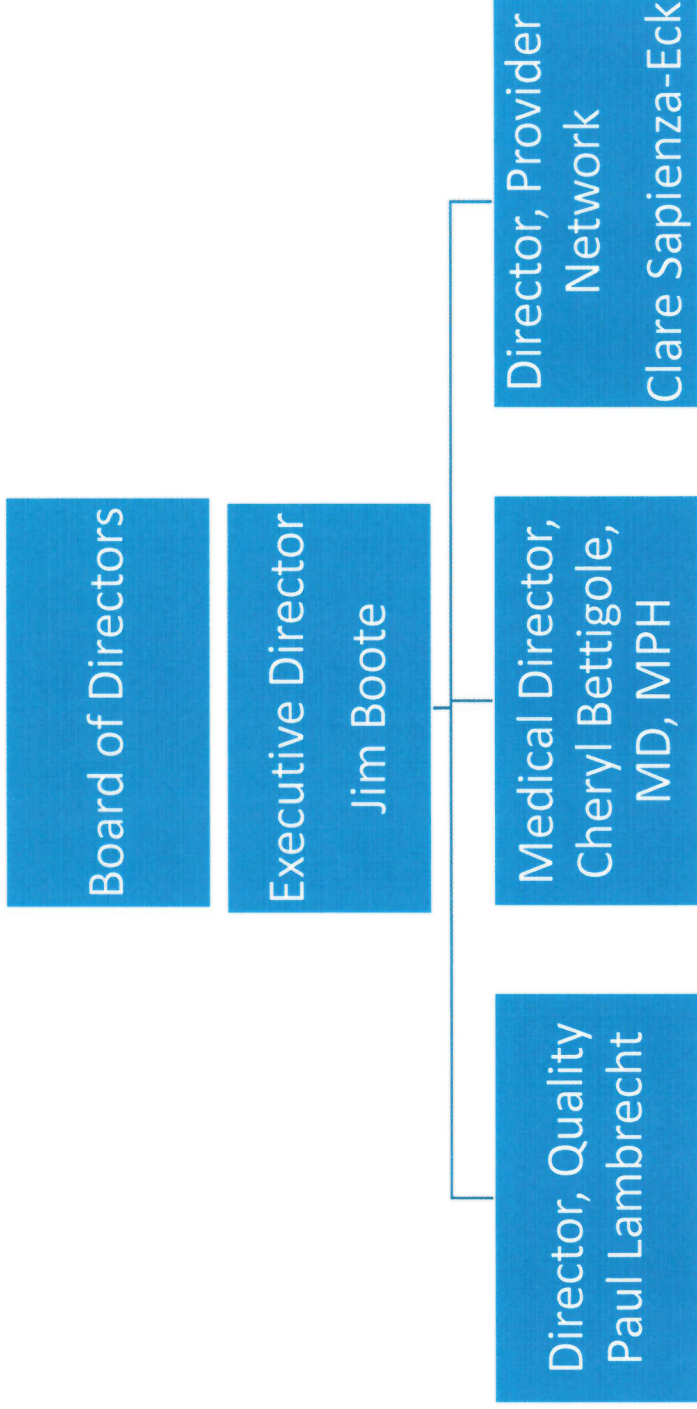 Board of Directors
Executive Director
Jim Boote
Director, Quality
Paul Lambrecht
Medical Director,
Cheryl Bettigole,
MD, MPH
Director, Provider
Network
Clare Sapienza-Eck